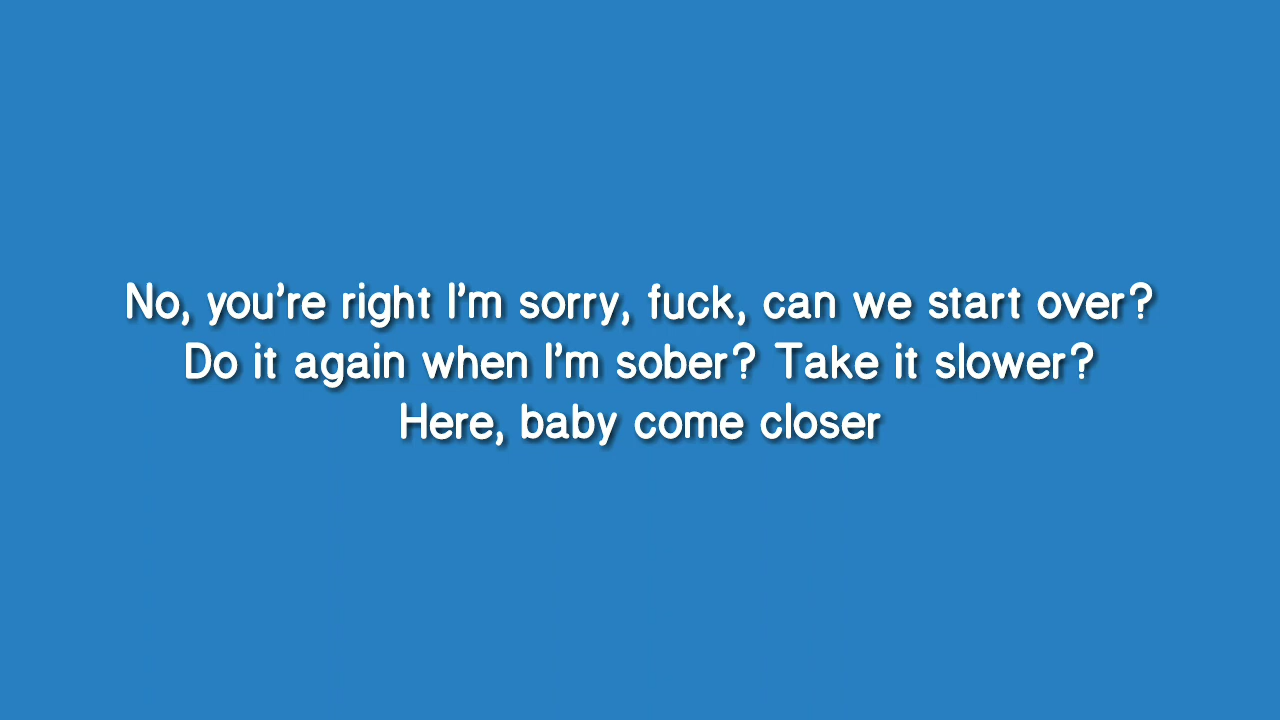 No, you're right I'm sorry, fuck, can we start over?
Do it again when I'm sober? Take it slower?
Here, baby come closer